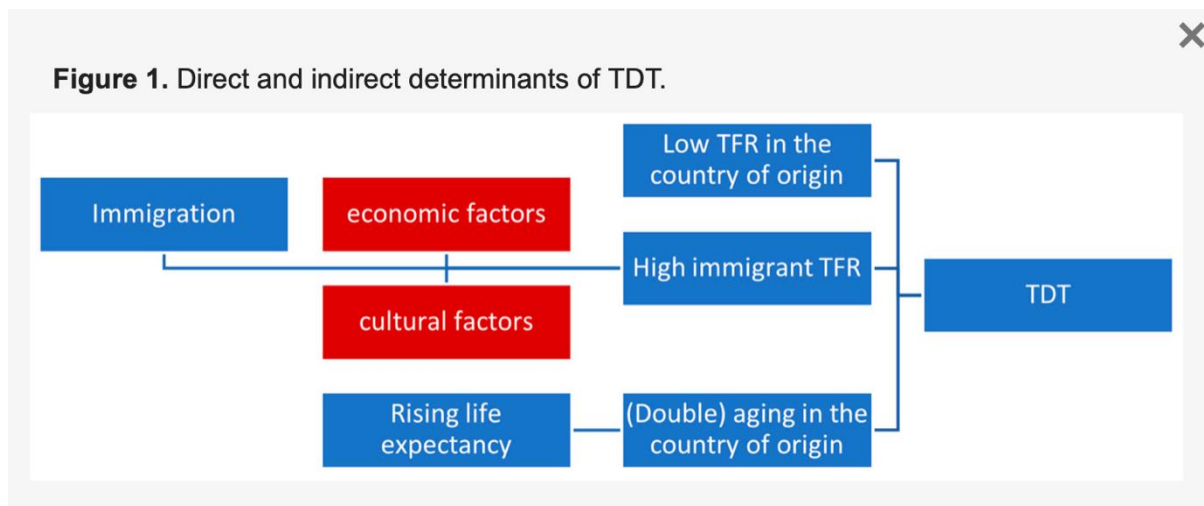 Figure 1. Direct and indirect determinants of TDT.
Low TFR in the
country of origin
Immigration
economic factors
High immigrant TFR
TDT
cultural factors
Rising life
expectancy
(Double) aging in the
country of origin